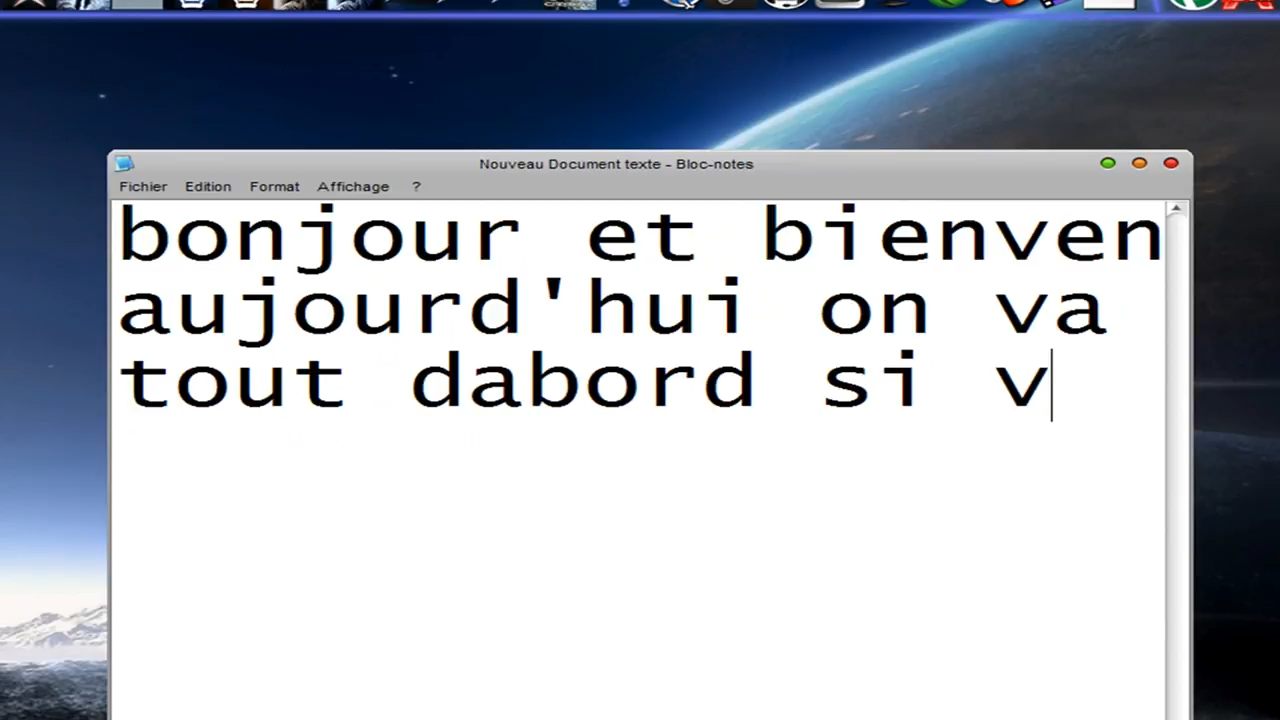 Nouveau Document texte - Bloc-notes
Fichier Edition Format Affichage ?
bonjour et bienven
aujourd'hui on va
tout dabord si v